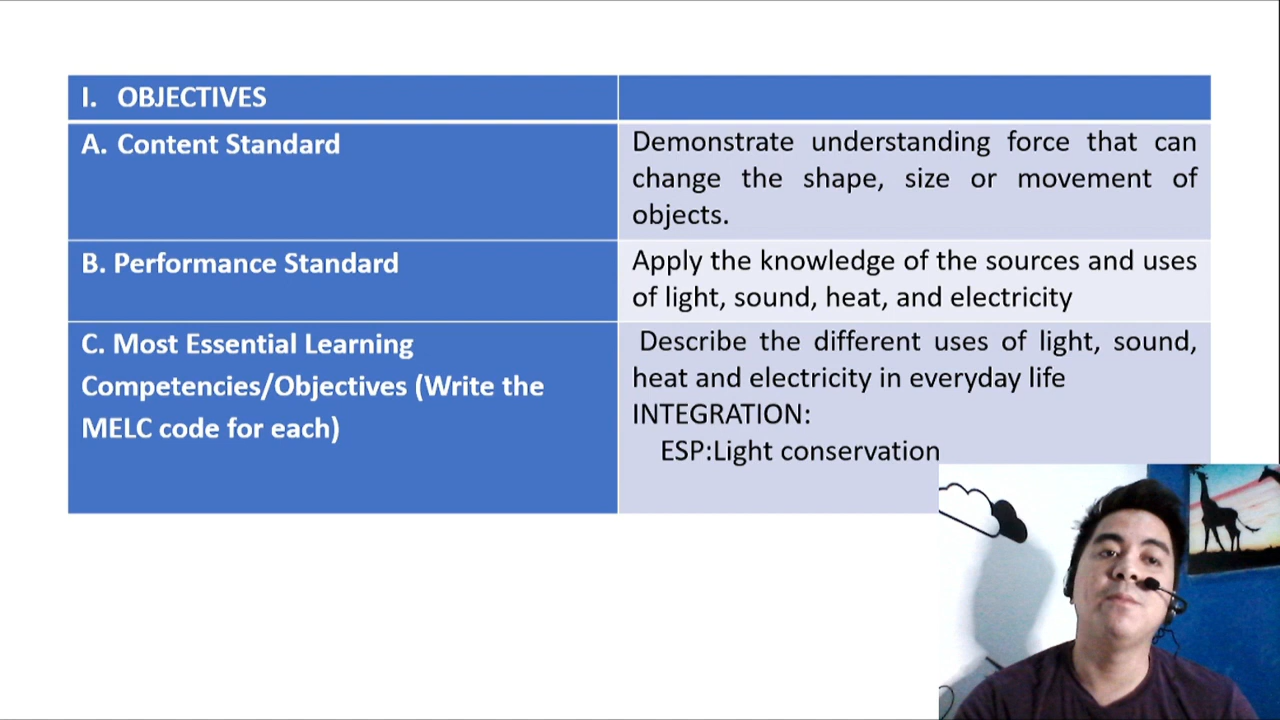 I. OBJECTIVES
A. Content Standard
Demonstrate understanding force that can
change the shape, size or movement of
objects.
B. Performance Standard
Apply the knowledge of the sources and uses
of light, sound, heat, and electricity
C. Most Essential Learning
Competencies/Objectives (Write the
MELC code for each)
Describe the different uses of light, sound,
heat and electricity in everyday life
INTEGRATION:
ESP:Light conservation